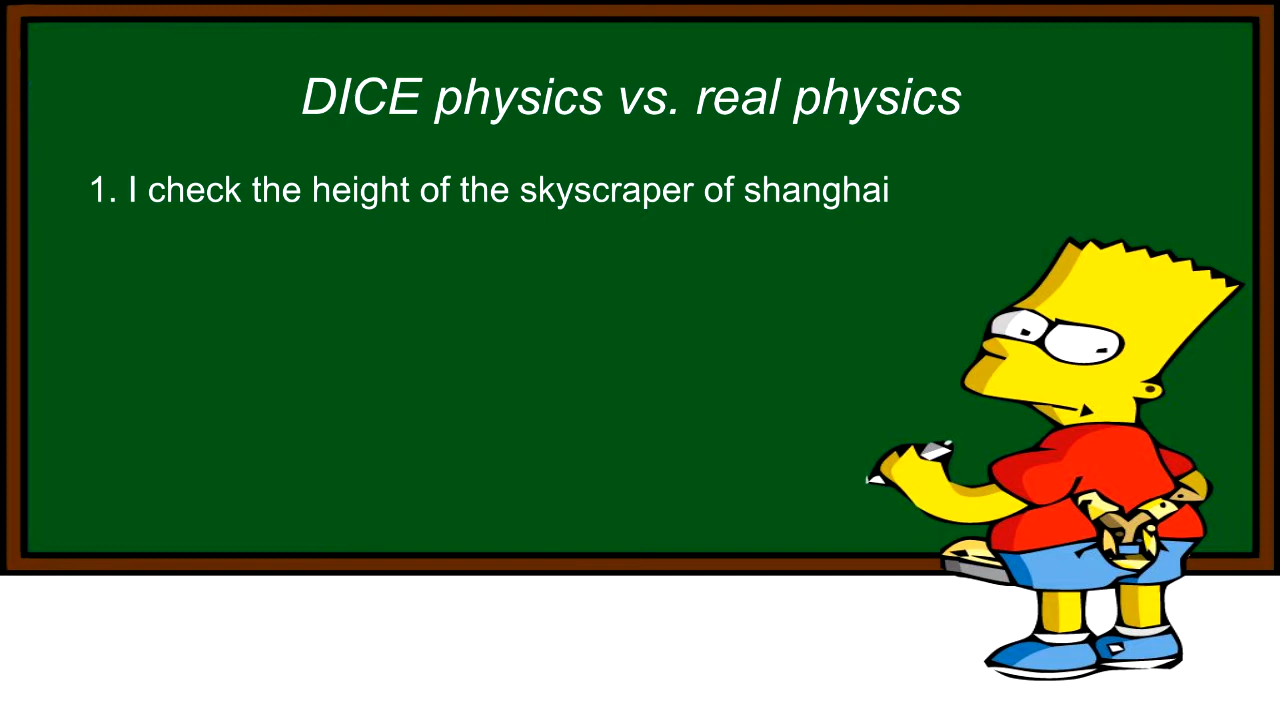 DICE physics vs. real physics
1. I check the height of the skyscraper of shanghai